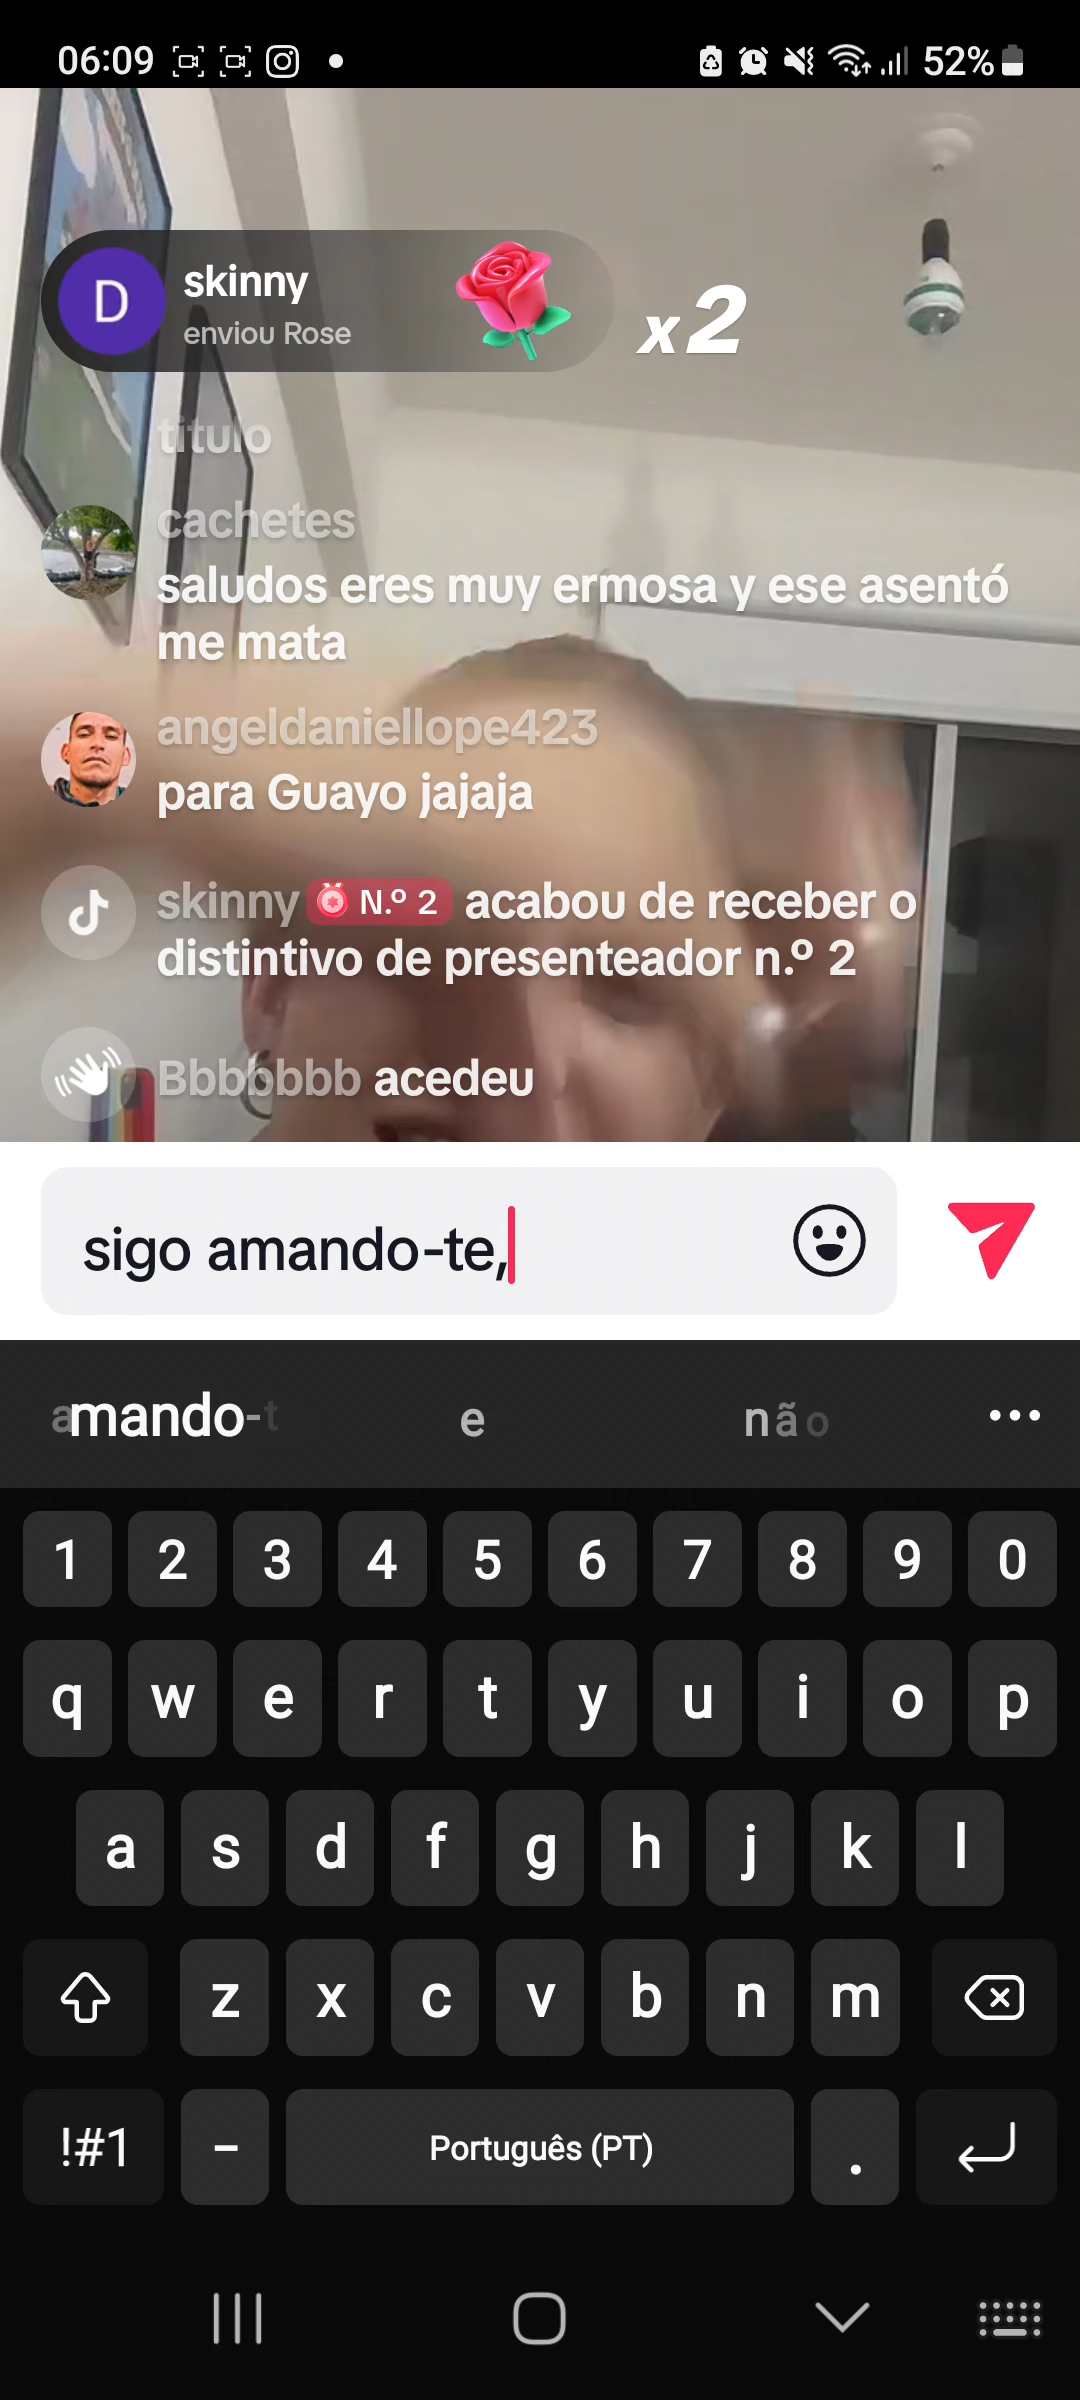 06:09
52%
D
skinny
enviou Rose
x2
titulo
cachetes
saludos eres muy ermosa y ese asentó
me mata
angeldaniellope423
para Guayo jajaja
skinny N.º 2 acabou de receber o
distintivo de presenteador n.º 2
Bbbbbbb acedeu
sigo amando-te,
amando-t e não
1 2 3 4 5 6 7 8 9 0
q w e r t y u i o p
a s d f g h j k l
z x c v b n m
!#1 - Português (PT) .